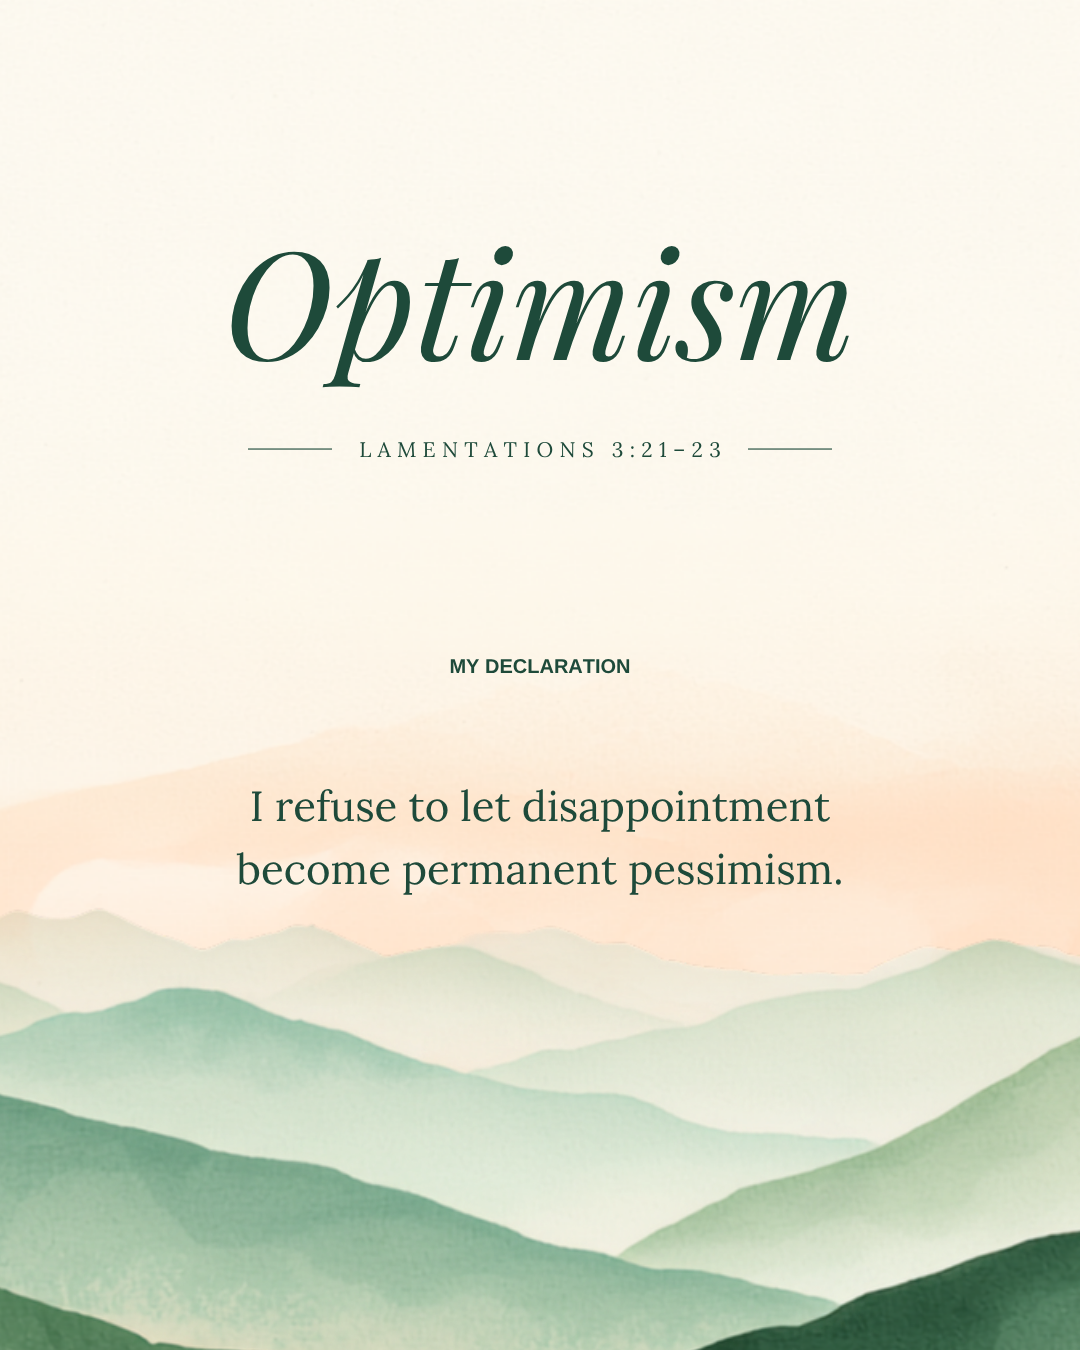 Optimism
LAMENTATIONS 3:21–23
MY DECLARATION
I refuse to let disappointment
become permanent pessimism.